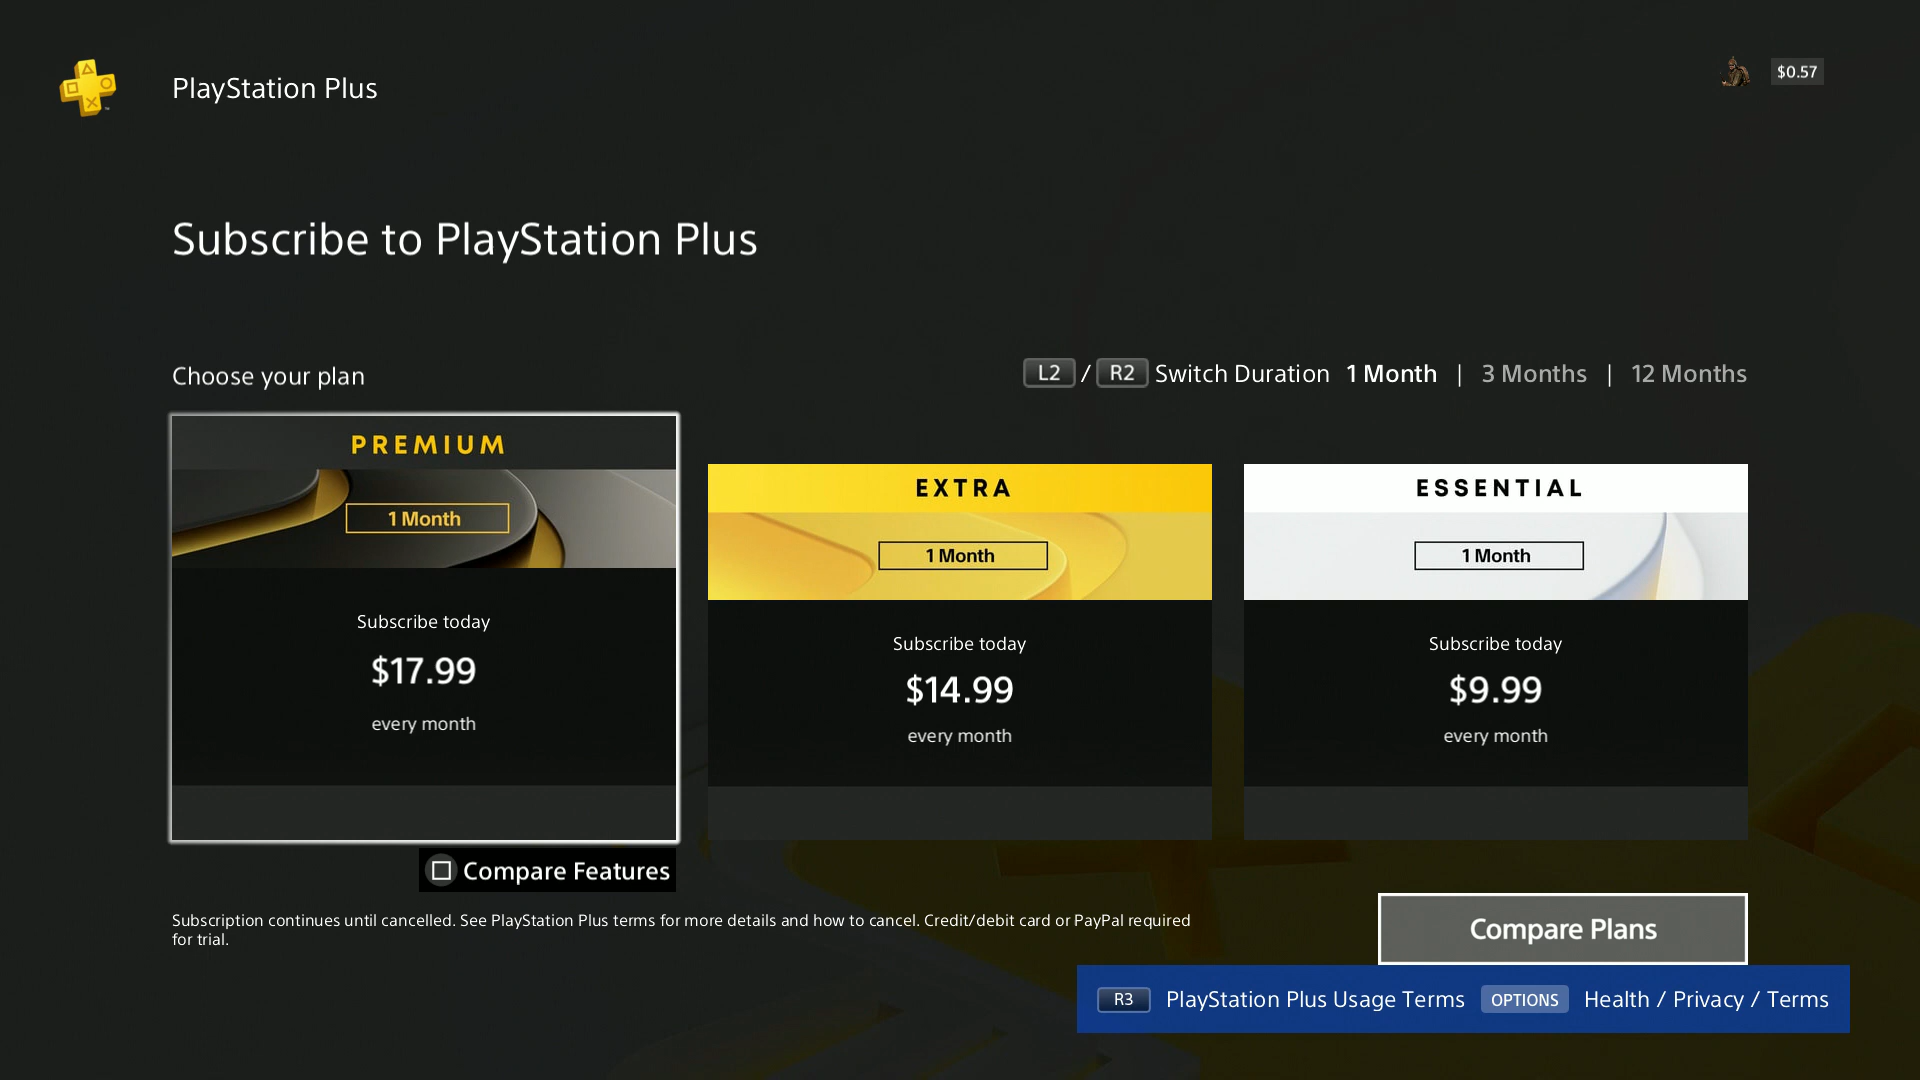 PlayStation Plus
$0.57
Subscribe to PlayStation Plus
Choose your plan
L2 / R2 Switch Duration 1 Month | 3 Months | 12 Months
PREMIUM
1 Month
Subscribe today
$17.99
every month
EXTRA
1 Month
Subscribe today
$14.99
every month
ESSENTIAL
1 Month
Subscribe today
$9.99
every month
Compare Features
Subscription continues until cancelled. See PlayStation Plus terms for more details and how to cancel. Credit/debit card or PayPal required
for trial.
Compare Plans
R3 PlayStation Plus Usage Terms OPTIONS Health / Privacy / Terms